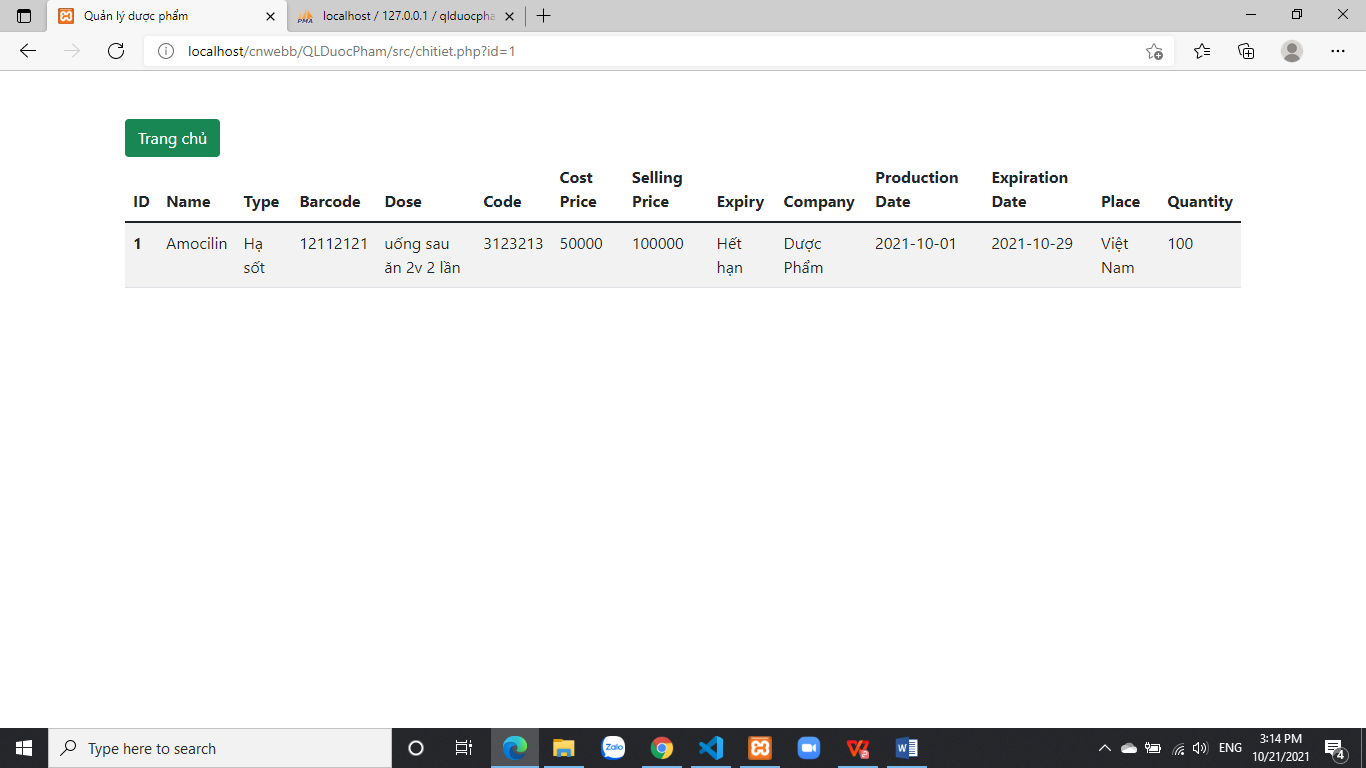 Quản lý dược phẩm
localhost / 127.0.0.1 / qlduocpha
localhost/cnwebb/QLDuocPham/src/chitiet.php?id=1
Trang chủ
ID Name Type Barcode Dose Code Cost Price Selling Price Expiry Company Production Date Expiration Date Place Quantity
1 Amocilin Hạ sốt 12112121 uống sau ăn 2v 2 lần 3123213 50000 100000 Hết hạn Dược Phẩm 2021-10-01 2021-10-29 Việt Nam 100
Type here to search
Zalo
ENG
3:14 PM
10/21/2021
4